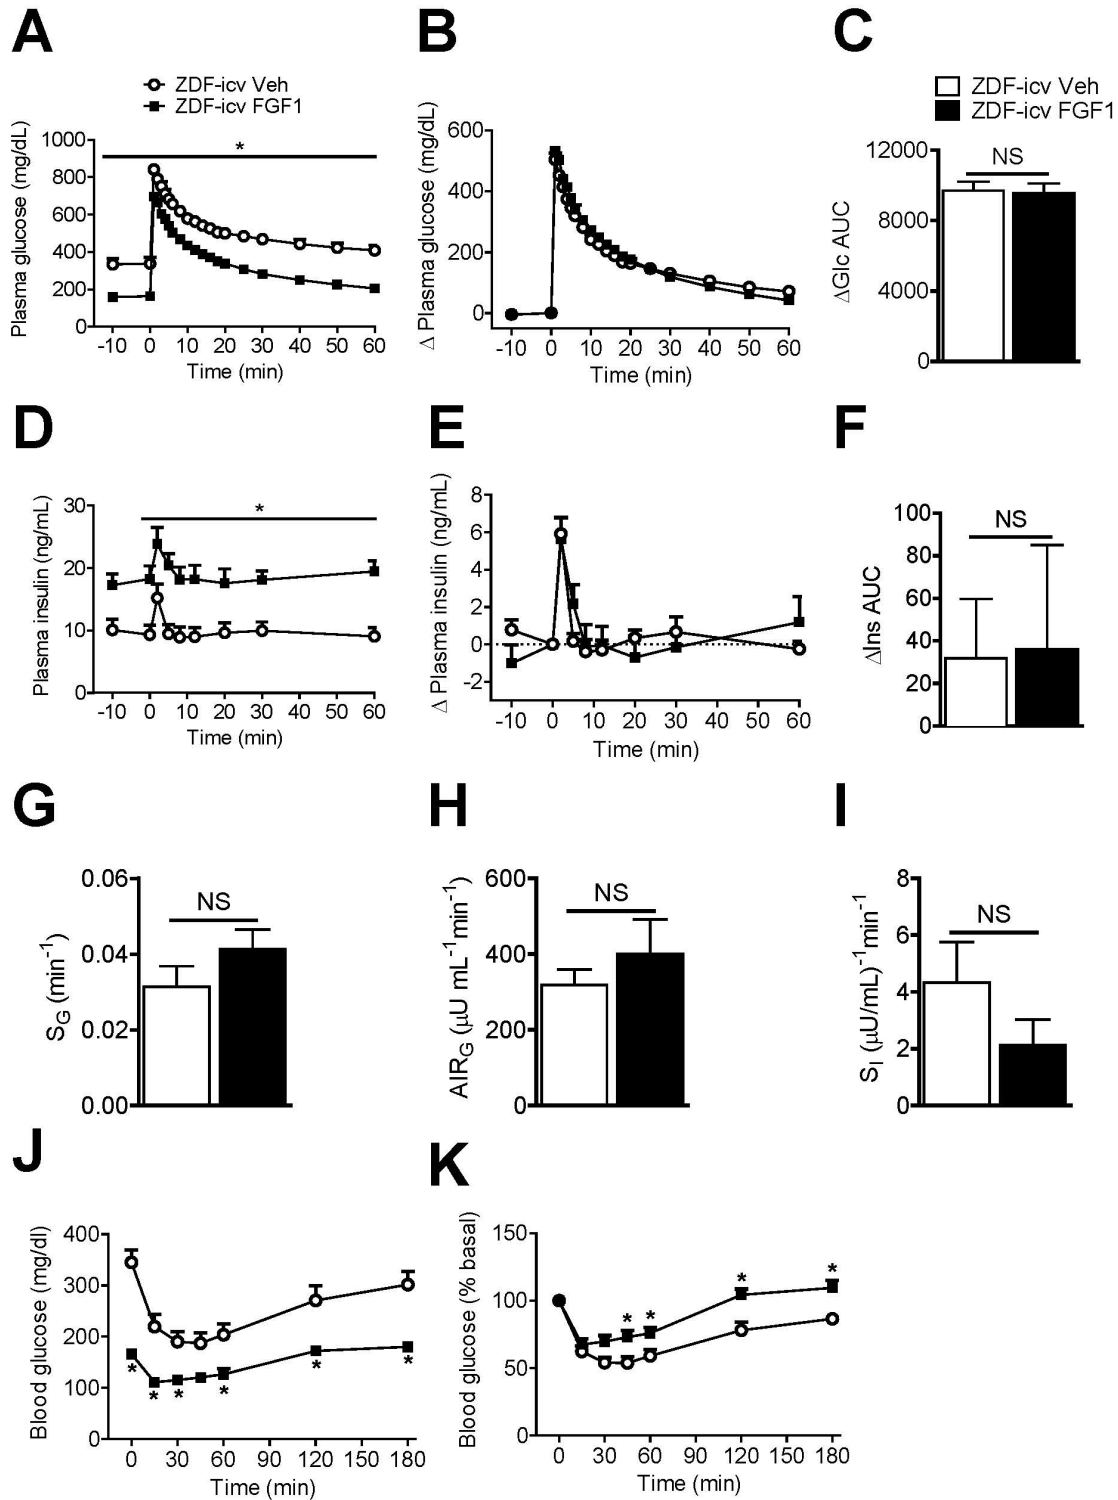 A
ZDF-icv Veh
ZDF-icv FGF1
Plasma glucose (mg/dL)
1000
800
600
400
200
0
*
-10 0 10 20 30 40 50 60
Time (min)
B
Δ Plasma glucose (mg/dL)
600
400
200
0
-10 0 10 20 30 40 50 60
Time (min)
C
ZDF-icv Veh
ZDF-icv FGF1
ΔGlc AUC
12000
8000
4000
0
NS
D
Plasma insulin (ng/mL)
30
20
10
0
*
-10 0 10 20 30 40 50 60
Time (min)
E
Δ Plasma insulin (ng/mL)
8
6
4
2
0
-2
-10 0 10 20 30 40 50 60
Time (min)
F
ΔIns AUC
100
80
60
40
20
0
NS
G
S_G (min⁻¹)
0.06
0.04
0.02
0.00
NS
H
AIR_G (µU mL⁻¹min⁻¹)
600
400
200
0
NS
I
S_I (µU/mL)⁻¹min⁻¹
8
6
4
2
0
NS
J
Blood glucose (mg/dl)
400
300
200
100
0
* * * * * *
0 30 60 90 120 150 180
Time (min)
K
Blood glucose (% basal)
150
100
50
0
* * * *
0 30 60 90 120 150 180
Time (min)